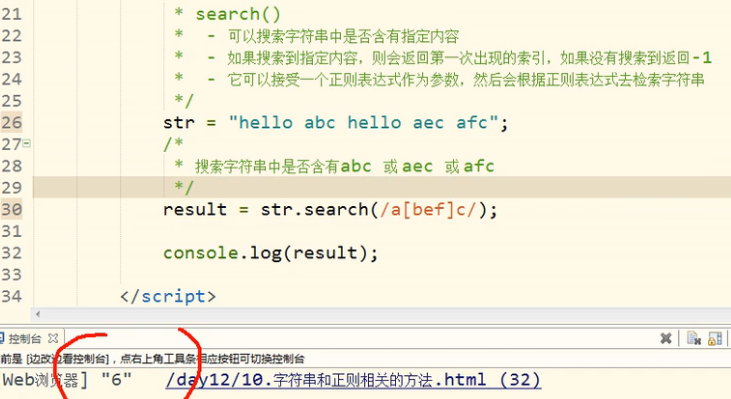 21 * search()
22 * - 可以搜索字符串中是否含有指定内容
23 * - 如果搜索到指定内容，则会返回第一次出现的索引，如果没有搜索到返回-1
24 * - 它可以接受一个正则表达式作为参数，然后会根据正则表达式去检索字符串
25 */
26 str = "hello abc hello aec afc";
27 /*
28 * 搜索字符串中是否含有abc 或 aec 或 afc
29 */
30 result = str.search(/a[bef]c/);
31
32 console.log(result);
33
34 </script>
控制台
前是 [边改边看控制台]，点右上角工具条相应按钮可切换控制台
Web浏览器] "6" /day12/10.字符串和正则相关的方法.html (32)